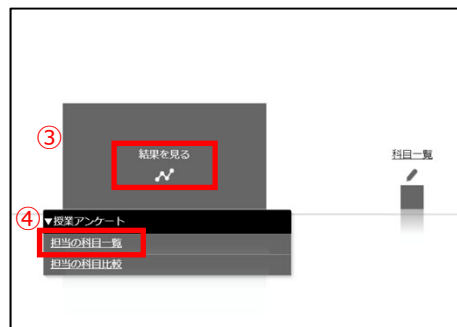 ③
結果を見る
科目一覧
④
▼授業アンケート
担当の科目一覧
担当の科目比較